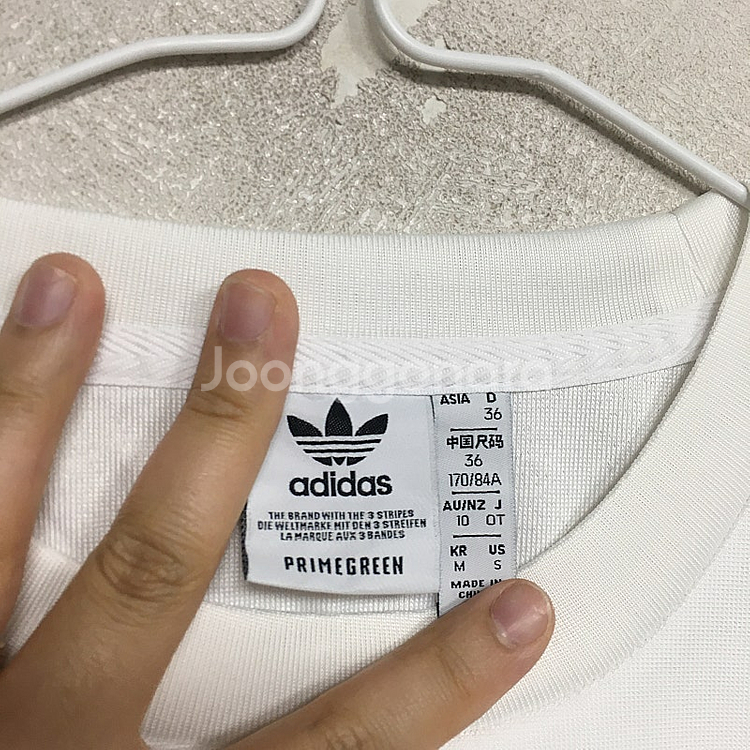 Joonggonara
adidas
THE BRAND WITH THE 3 STRIPES
DIE WELTMARKE MIT DEN 3 STREIFEN
LA MARQUE AUX 3 BANDES
PRIMEGREEN
ASIA D
36
中国尺码
36
170/84A
AU/NZ J
10 OT
KR US
M S
MADE IN